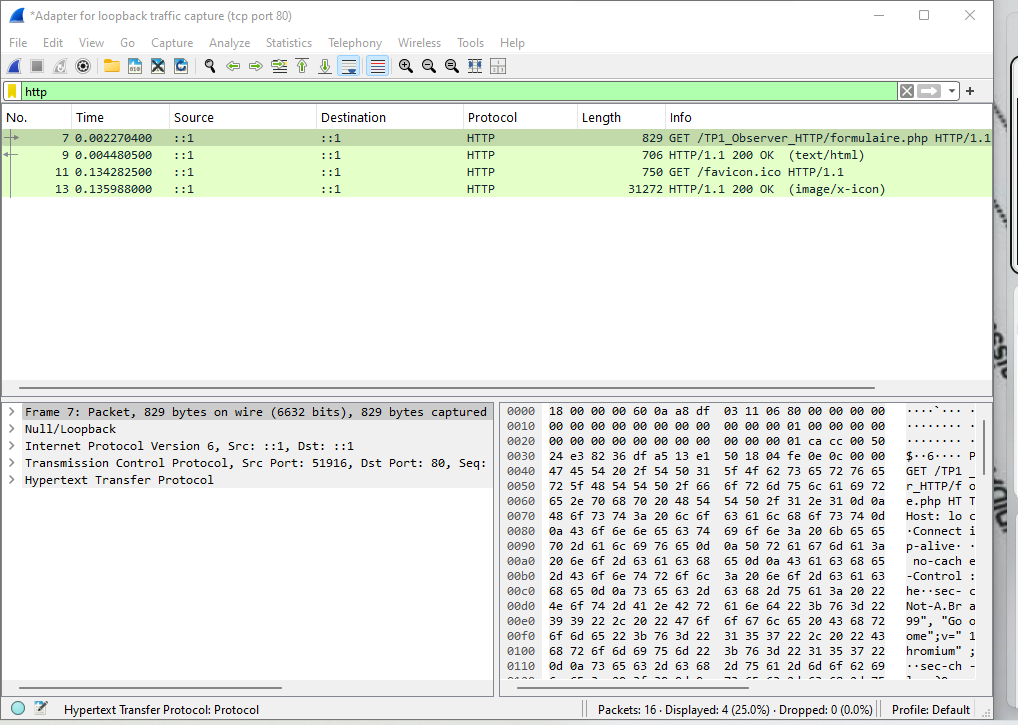 *Adapter for loopback traffic capture (tcp port 80)
File Edit View Go Capture Analyze Statistics Telephony Wireless Tools Help
http
No. Time Source Destination Protocol Length Info
7 0.002270400 ::1 ::1 HTTP 829 GET /TP1_Observer_HTTP/formulaire.php HTTP/1.1
9 0.004480500 ::1 ::1 HTTP 706 HTTP/1.1 200 OK (text/html)
11 0.134282500 ::1 ::1 HTTP 750 GET /favicon.ico HTTP/1.1
13 0.135988000 ::1 ::1 HTTP 31272 HTTP/1.1 200 OK (image/x-icon)
Frame 7: Packet, 829 bytes on wire (6632 bits), 829 bytes captured
Null/Loopback
Internet Protocol Version 6, Src: ::1, Dst: ::1
Transmission Control Protocol, Src Port: 51916, Dst Port: 80, Seq:
Hypertext Transfer Protocol
0000 18 00 00 00 60 0a a8 df 03 11 06 80 00 00 00 00 ····`··· ·
0010 00 00 00 00 00 00 00 00 00 00 00 01 00 00 00 00 ········ ·
0020 00 00 00 00 00 00 00 00 00 00 00 01 ca cc 00 50 ········ ·
0030 24 e3 82 36 df a5 13 e1 50 18 04 fe 0e 0c 00 00 $··6···· P
0040 47 45 54 20 2f 54 50 31 5f 4f 62 73 65 72 76 65 GET /TP1 _
0050 72 5f 48 54 54 50 2f 66 6f 72 6d 75 6c 61 69 72 r_HTTP/f o
0060 65 2e 70 68 70 20 48 54 54 50 2f 31 2e 31 0d 0a e.php HT T
0070 48 6f 73 74 3a 20 6c 6f 63 61 6c 68 6f 73 74 0d Host: lo c
0080 0a 43 6f 6e 6e 65 63 74 69 6f 6e 3a 20 6b 65 65 ·Connect i
0090 70 2d 61 6c 69 76 65 0d 0a 50 72 61 67 6d 61 3a p-alive· ·
00a0 20 6e 6f 2d 63 61 63 68 65 0d 0a 43 61 63 68 65 no-cach e
00b0 2d 43 6f 6e 74 72 6f 6c 3a 20 6e 6f 2d 63 61 63 -Control :
00c0 68 65 0d 0a 73 65 63 2d 63 68 2d 75 61 3a 20 22 he··sec- c
00d0 4e 6f 74 2d 41 2e 42 72 61 6e 64 22 3b 76 3d 22 Not-A.Br a
00e0 39 39 22 2c 20 22 47 6f 6f 67 6c 65 20 43 68 72 99", "Go o
00f0 6f 6d 65 22 3b 76 3d 22 31 35 37 22 2c 20 22 43 ome";v=" 1
0100 68 72 6f 6d 69 75 6d 22 3b 76 3d 22 31 35 37 22 hromium" ;
0110 0d 0a 73 65 63 2d 63 68 2d 75 61 2d 6d 6f 62 69 ··sec-ch -
Hypertext Transfer Protocol: Protocol Packets: 16 · Displayed: 4 (25.0%) · Dropped: 0 (0.0%) Profile: Default